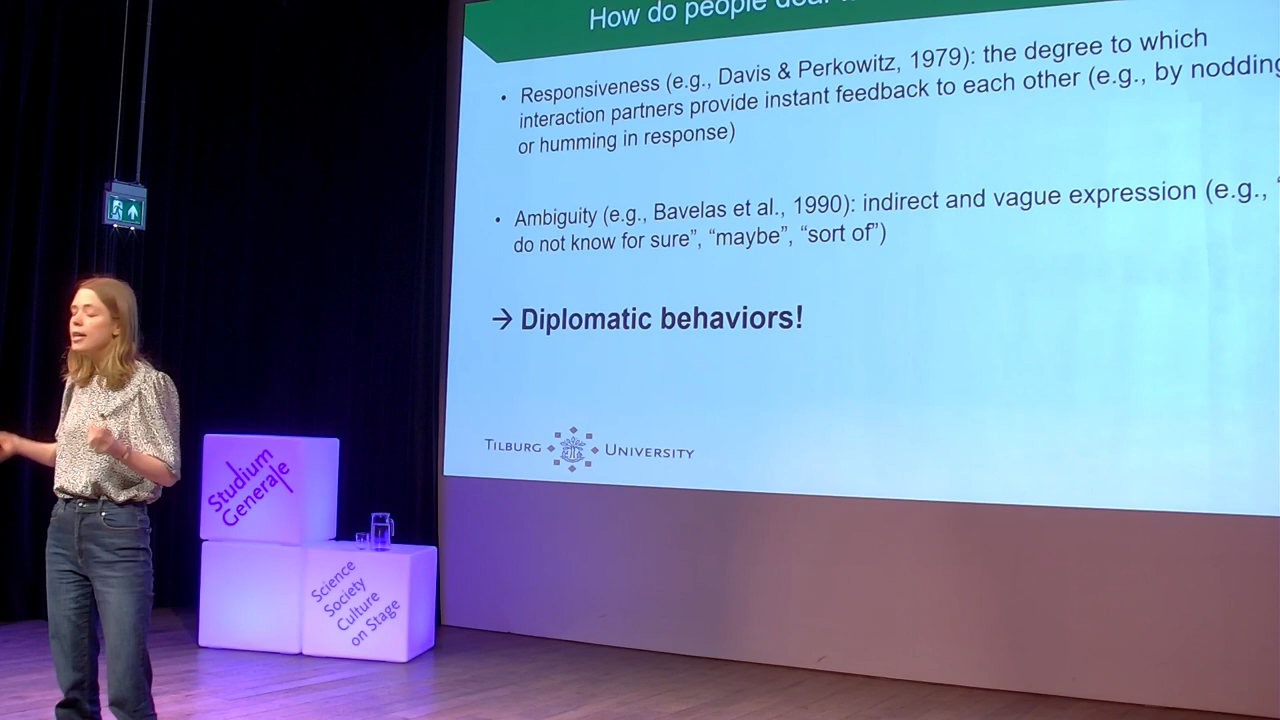 How do people deal
• Responsiveness (e.g., Davis & Perkowitz, 1979): the degree to which
interaction partners provide instant feedback to each other (e.g., by nodding
or humming in response)
• Ambiguity (e.g., Bavelas et al., 1990): indirect and vague expression (e.g., “
do not know for sure”, “maybe”, “sort of”)
→ Diplomatic behaviors!
TILBURG UNIVERSITY
Studium
Generale
Science
Society
Culture
on Stage